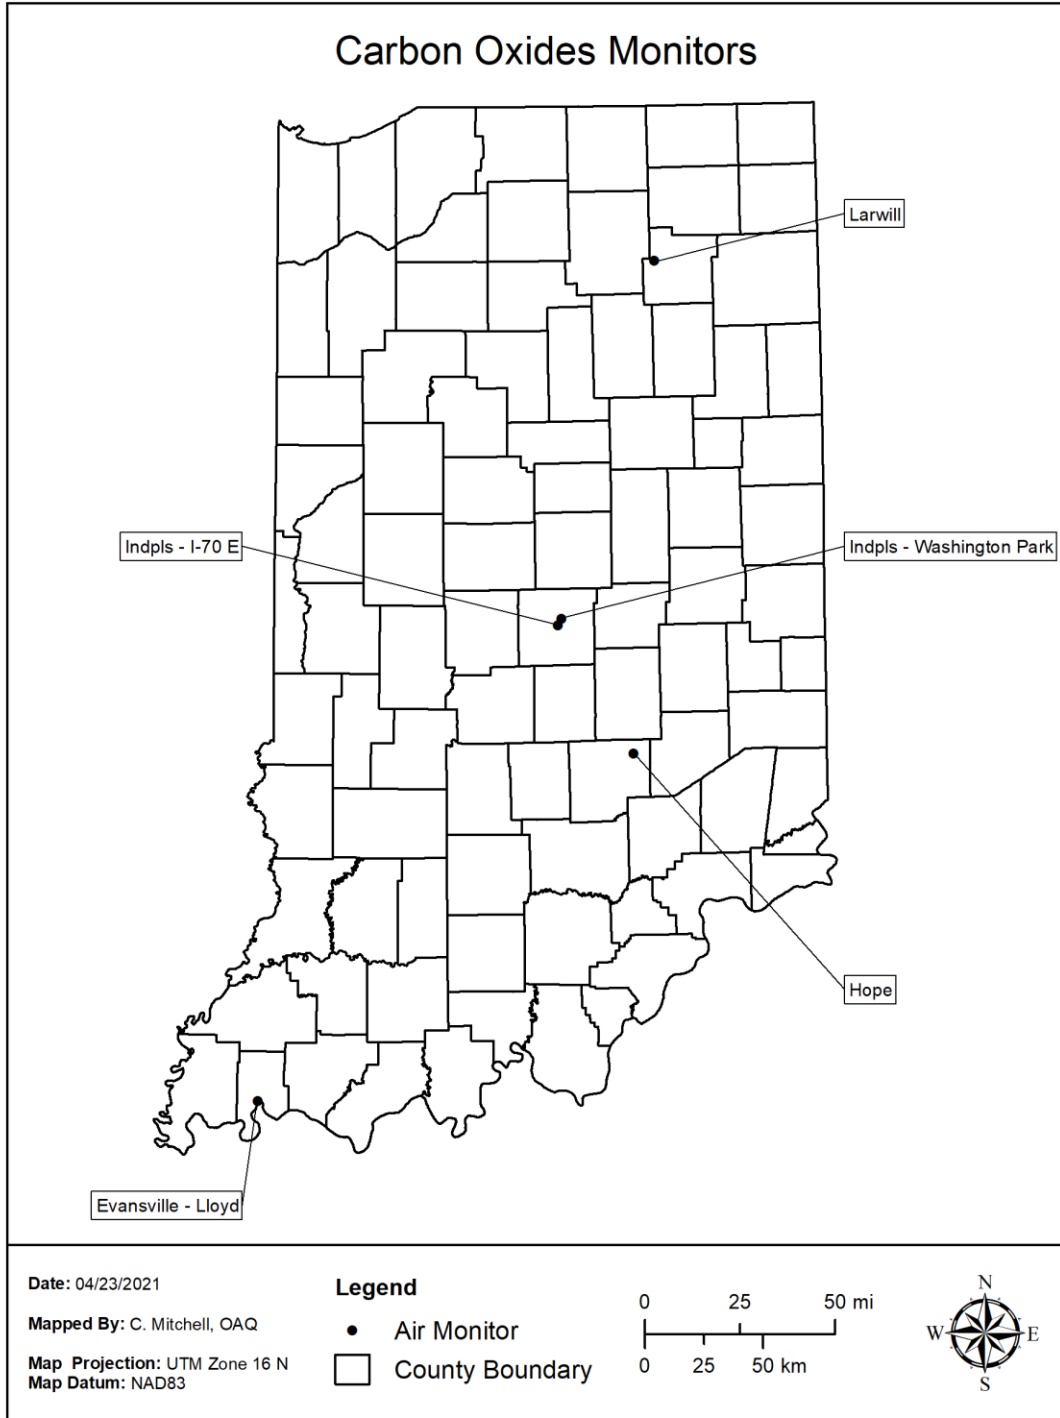 Carbon Oxides Monitors
Larwill
Indpls - I-70 E
Indpls - Washington Park
Hope
Evansville - Lloyd
Date: 04/23/2021
Mapped By: C. Mitchell, OAQ
Map Projection: UTM Zone 16 N
Map Datum: NAD83
Legend
Air Monitor
County Boundary
0 25 50 mi
0 25 50 km
N
W E
S